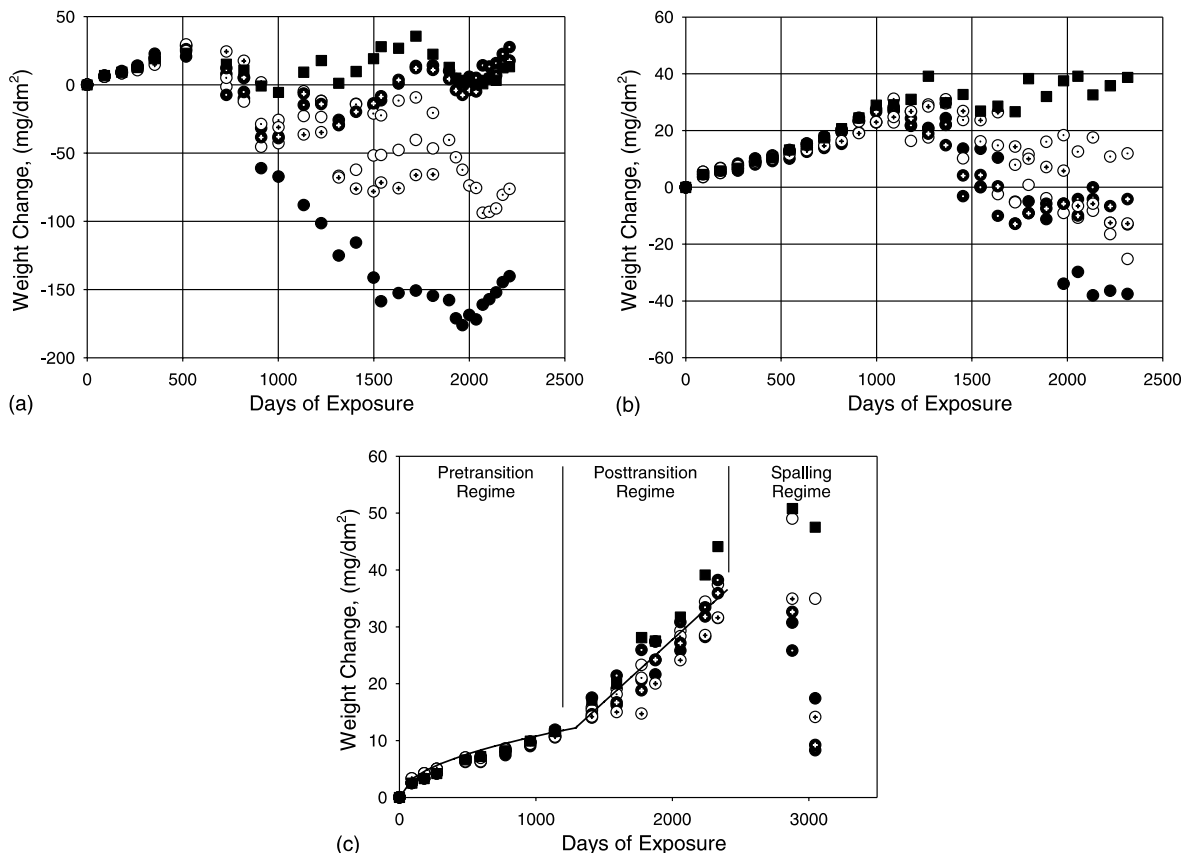 50
0
-50
-100
-150
-200
Weight Change, (mg/dm2)
0 500 1000 1500 2000 2500
Days of Exposure
(a)
60
40
20
0
-20
-40
-60
Weight Change, (mg/dm2)
0 500 1000 1500 2000 2500
Days of Exposure
(b)
60
50
40
30
20
10
0
Weight Change, (mg/dm2)
Pretransition Posttransition Spalling
Regime Regime Regime
0 1000 2000 3000
Days of Exposure
(c)